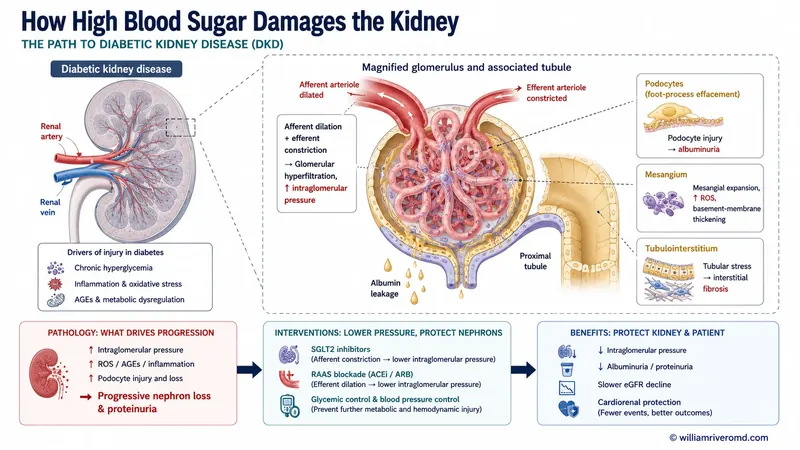 How High Blood Sugar Damages the Kidney
THE PATH TO DIABETIC KIDNEY DISEASE (DKD)
Diabetic kidney disease
Renal
artery
Renal
vein
Drivers of injury in diabetes
Chronic hyperglycemia
Inflammation & oxidative stress
AGEs & metabolic dysregulation
Magnified glomerulus and associated tubule
Afferent arteriole
dilated
Efferent arteriole
constricted
Afferent dilation
+ efferent
constriction
→ Glomerular
hyperfiltration,
↑ intraglomerular
pressure
Albumin
leakage
Proximal
tubule
Podocytes
(foot-process effacement)
Podocyte injury
→ albuminuria
Mesangium
Mesangial expansion,
↑ ROS,
basement-membrane
thickening
Tubulointerstitium
Tubular stress
→ interstitial
fibrosis
PATHOLOGY: WHAT DRIVES PROGRESSION
↑ Intraglomerular pressure
↑ ROS / AGEs / inflammation
↑ Podocyte injury and loss
→ Progressive nephron loss
& proteinuria
INTERVENTIONS: LOWER PRESSURE, PROTECT NEPHRONS
SGLT2 inhibitors
(Afferent constriction → lower intraglomerular pressure)
RAAS blockade (ACEi / ARB)
(Efferent dilation → lower intraglomerular pressure)
Glycemic control & blood pressure control
(Prevent further metabolic and hemodynamic injury)
BENEFITS: PROTECT KIDNEY & PATIENT
↓ Intraglomerular pressure
↓ Albuminuria / proteinuria
Slower eGFR decline
Cardiorenal protection
(Fewer events, better outcomes)
© williamriveromd.com